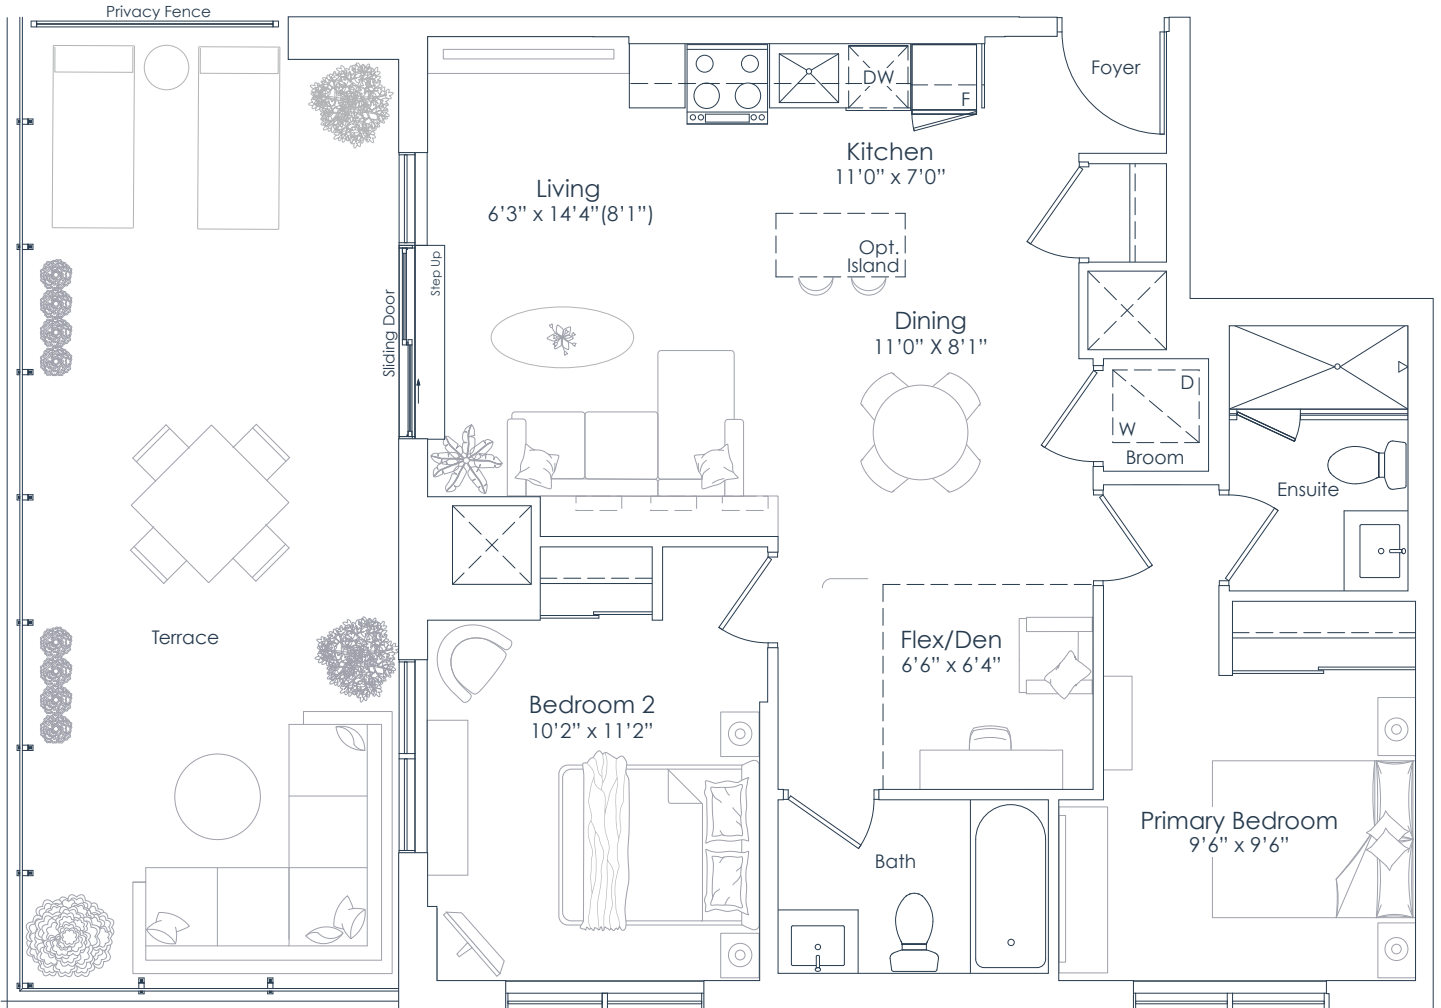 Privacy Fence
Foyer
DW
F
Kitchen
11'0" x 7'0"
Living
6'3" x 14'4"(8'1")
Opt.
Island
Step Up
Sliding Door
Dining
11'0" X 8'1"
D
W
Broom
Ensuite
Terrace
Flex/Den
6'6" x 6'4"
Bedroom 2
10'2" x 11'2"
Primary Bedroom
9'6" x 9'6"
Bath